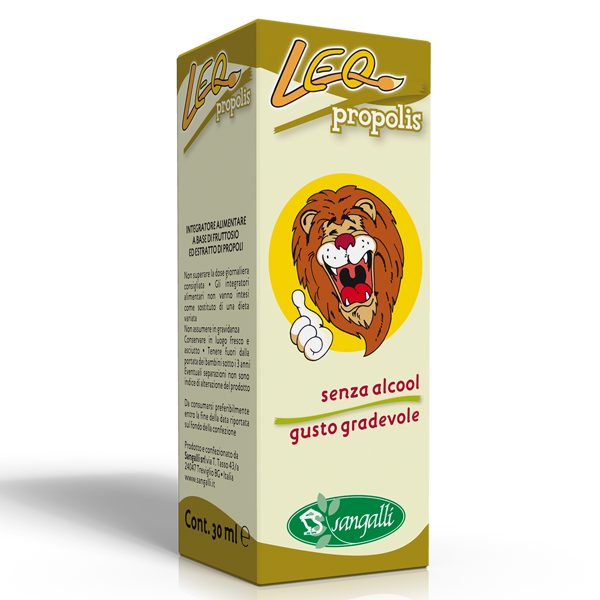 LEO
propolis
INTEGRATORE ALIMENTARE
A BASE DI FRUTTOSIO
ED ESTRATTO DI PROPOLI
Non superare la dose giornaliera
consigliata • Gli integratori
alimentari non vanno intesi
come sostituto di una dieta
variata
Non assumere in gravidanza
Conservare in luogo fresco e
asciutto • Tenere fuori dalla
portata dei bambini sotto i 3 anni
Eventuali separazioni non sono
indice di alterazione del prodotto
Da consumarsi preferibilmente
entro la fine della data riportata
sul fondo della confezione
Prodotto e confezionato da
Sangalli srl via T. Tasso 43/a
24047 Treviglio BG • Italia
www.sangalli.it
Cont. 30 ml e
LEO
propolis
senza alcool
gusto gradevole
sangalli